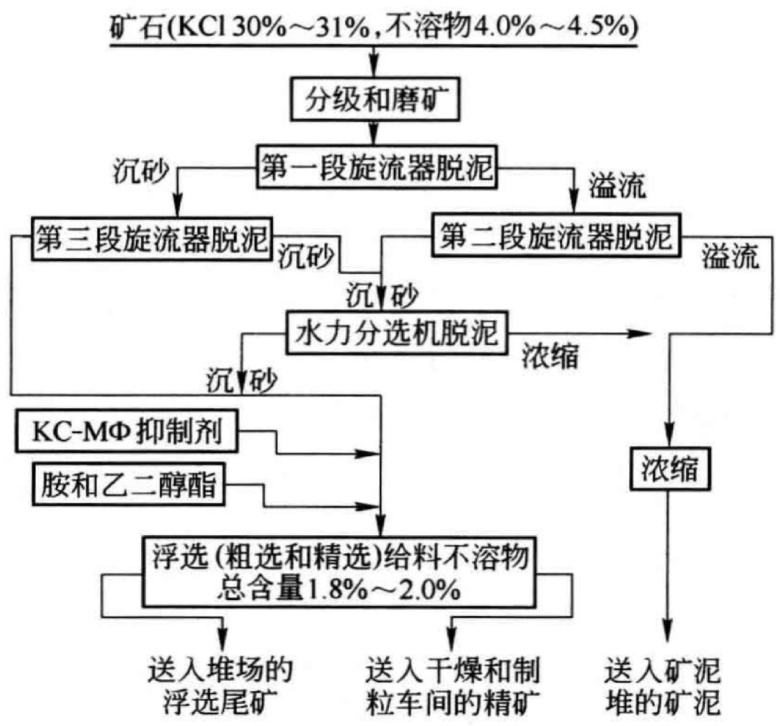 矿石(KCl 30%～31%,不溶物4.0%～4.5%)
分级和磨矿
第一段旋流器脱泥
沉砂
溢流
第三段旋流器脱泥
第二段旋流器脱泥
沉砂
溢流
沉砂
水力分选机脱泥
浓缩
沉砂
KC-MΦ抑制剂
浓缩
胺和乙二醇酯
浮选(粗选和精选)给料不溶物
总含量1.8%～2.0%
送入堆场的
浮选尾矿
送入干燥和制
粒车间的精矿
送入矿泥
堆的矿泥